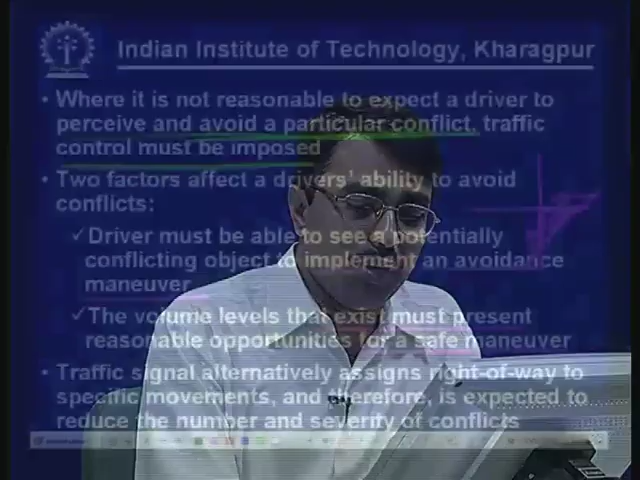 Indian Institute of Technology, Kharagpur
• Where it is not reasonable to expect a driver to
perceive and avoid a particular conflict, traffic
control must be imposed
• Two factors affect a drivers' ability to avoid
conflicts:
✓Driver must be able to see a potentially
conflicting object to implement an avoidance
maneuver
✓The volume levels that exist must present
reasonable opportunities for a safe maneuver
• Traffic signal alternatively assigns right-of-way to
specific movements, and therefore, is expected to
reduce the number and severity of conflicts